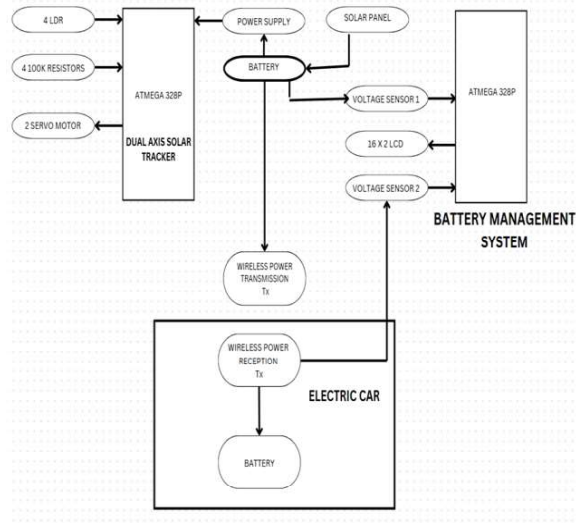 4 LDR
POWER SUPPLY
SOLAR PANEL
4 100K RESISTORS
ATMEGA 328P
BATTERY
VOLTAGE SENSOR 1
ATMEGA 328P
2 SERVO MOTOR
DUAL AXIS SOLAR
TRACKER
16 X 2 LCD
VOLTAGE SENSOR 2
BATTERY MANAGEMENT
SYSTEM
WIRELESS POWER
TRANSMISSION
Tx
WIRELESS POWER
RECEPTION
Tx
ELECTRIC CAR
BATTERY